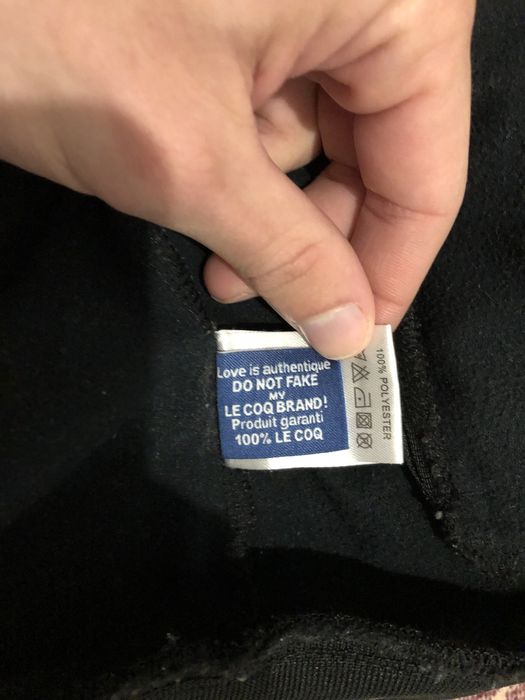 Love is authentique
DO NOT FAKE
MY
LE COQ BRAND!
Produit garanti
100% LE COQ
100% POLYESTER